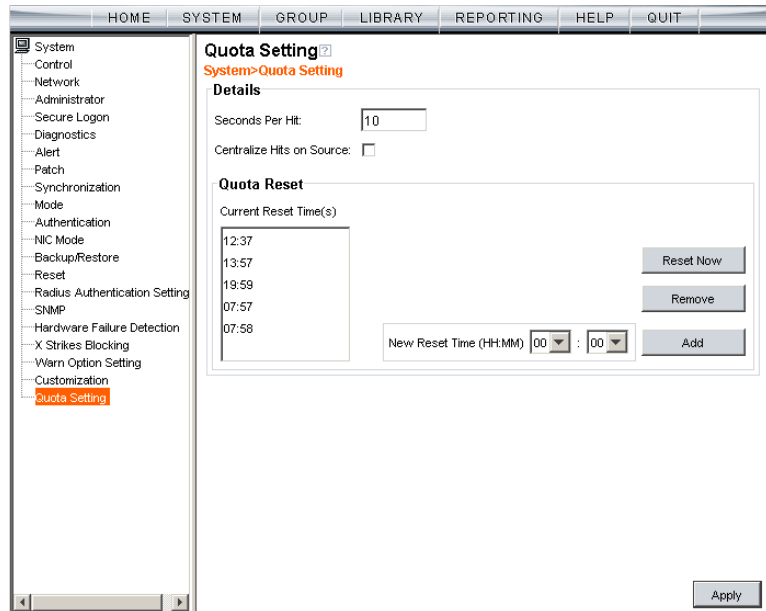 HOME SYSTEM GROUP LIBRARY REPORTING HELP QUIT
System
Control
Network
Administrator
Secure Logon
Diagnostics
Alert
Patch
Synchronization
Mode
Authentication
NIC Mode
Backup/Restore
Reset
Radius Authentication Setting
SNMP
Hardware Failure Detection
X Strikes Blocking
Warn Option Setting
Customization
Quota Setting
Quota Setting ?
System>Quota Setting
Details
Seconds Per Hit: 10
Centralize Hits on Source:
Quota Reset
Current Reset Time(s)
12:37
13:57
19:59
07:57
07:58
Reset Now
Remove
New Reset Time (HH:MM) 00 : 00 Add
Apply